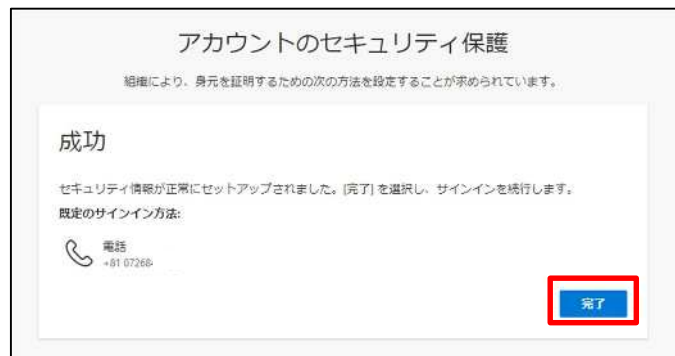 アカウントのセキュリティ保護
組織により、身元を証明するための次の方法を設定することが求められています。
成功
セキュリティ情報が正常にセットアップされました。[完了] を選択し、サインインを続行します。
既定のサインイン方法:
電話
+81 07268
完了